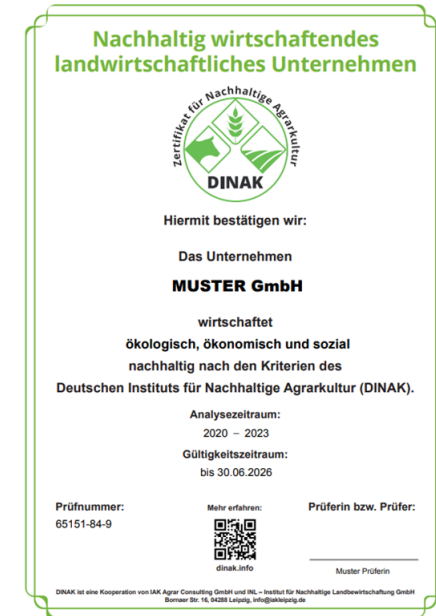 Nachhaltig wirtschaftendes
landwirtschaftliches Unternehmen
Zertifikat für Nachhaltige Agrarkultur
DINAK
Hiermit bestätigen wir:
Das Unternehmen
MUSTER GmbH
wirtschaftet
ökologisch, ökonomisch und sozial
nachhaltig nach den Kriterien des
Deutschen Instituts für Nachhaltige Agrarkultur (DINAK).
Analysezeitraum:
2020 – 2023
Gültigkeitszeitraum:
bis 30.06.2026
Prüfnummer:
65151-84-9
Mehr erfahren:
dinak.info
Prüferin bzw. Prüfer:
Muster Prüferin
DINAK ist eine Kooperation von IAK Agrar Consulting GmbH und INL – Institut für Nachhaltige Landbewirtschaftung GmbH
Bornaer Str. 16, 04288 Leipzig, info@iakleipzig.de